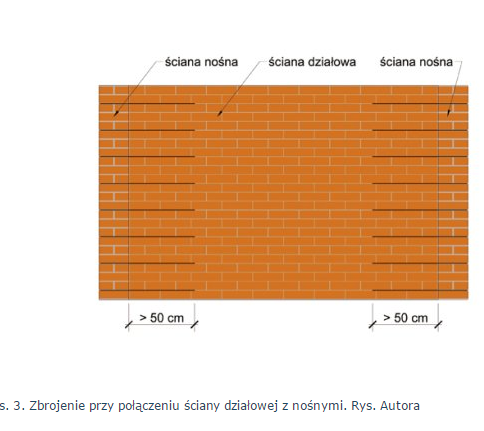 ściana nośna ściana działowa ściana nośna
> 50 cm > 50 cm
s. 3. Zbrojenie przy połączeniu ściany działowej z nośnymi. Rys. Autora